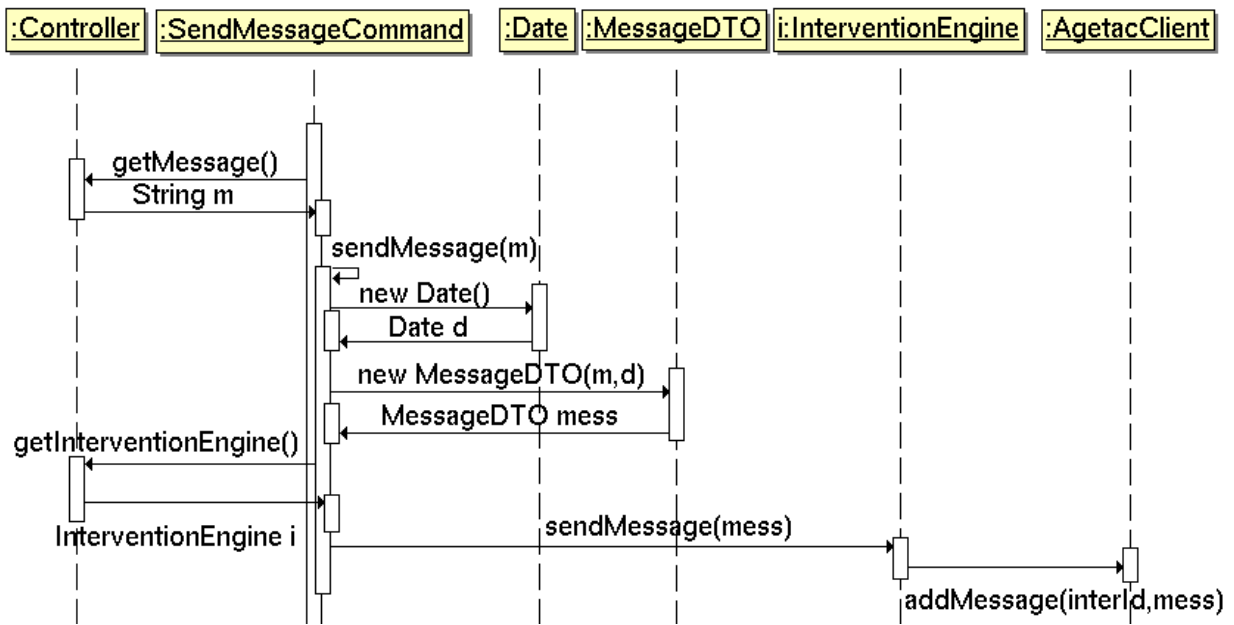 :Controller
:SendMessageCommand
:Date
:MessageDTO
i:InterventionEngine
:AgetacClient
getMessage()
String m
sendMessage(m)
new Date()
Date d
new MessageDTO(m,d)
MessageDTO mess
getInterventionEngine()
InterventionEngine i
sendMessage(mess)
addMessage(interId,mess)